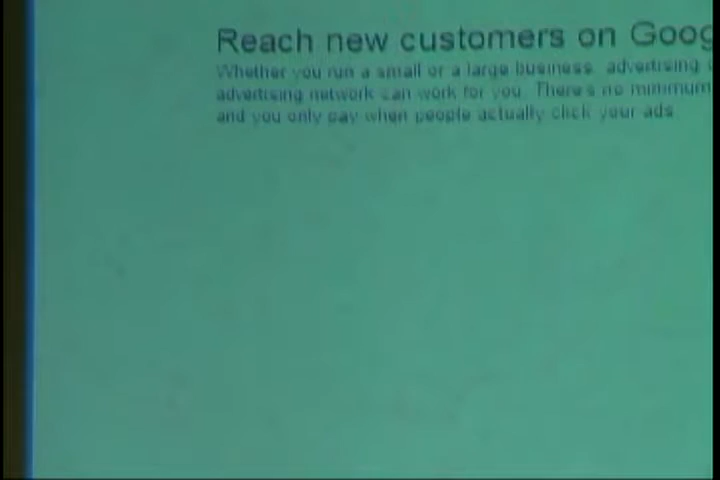 Reach new customers on Goog
Whether you run a small or a large business, advertising
advertising network can work for you. There's no minimum
and you only pay when people actually click your ads.